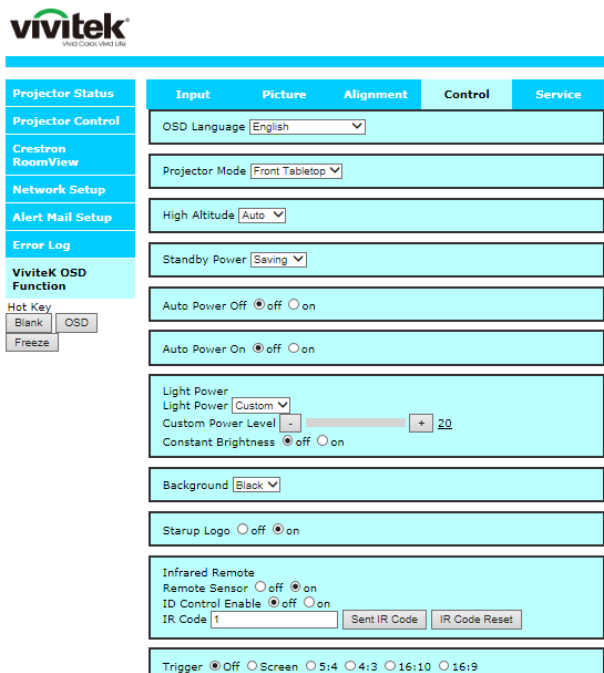 vivitek
Vivid Color, Vivid Life
Projector Status
Projector Control
Crestron
RoomView
Network Setup
Alert Mail Setup
Error Log
ViviteK OSD
Function
Hot Key
Blank OSD
Freeze
Input Picture Alignment Control Service
OSD Language English
Projector Mode Front Tabletop
High Altitude Auto
Standby Power Saving
Auto Power Off off on
Auto Power On off on
Light Power
Light Power Custom
Custom Power Level - + 20
Constant Brightness off on
Background Black
Starup Logo off on
Infrared Remote
Remote Sensor off on
ID Control Enable off on
IR Code 1 Sent IR Code IR Code Reset
Trigger Off Screen 5:4 4:3 16:10 16:9